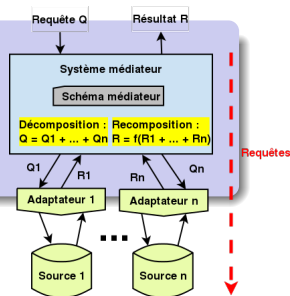 Requête Q
Résultat R
Système médiateur
Schéma médiateur
Décomposition :
Q = Q1 + ... + Qn
Recomposition :
R = f(R1 + ... + Rn)
Requêtes
Q1
R1
Rn
Qn
Adaptateur 1
Adaptateur n
...
Source 1
Source n